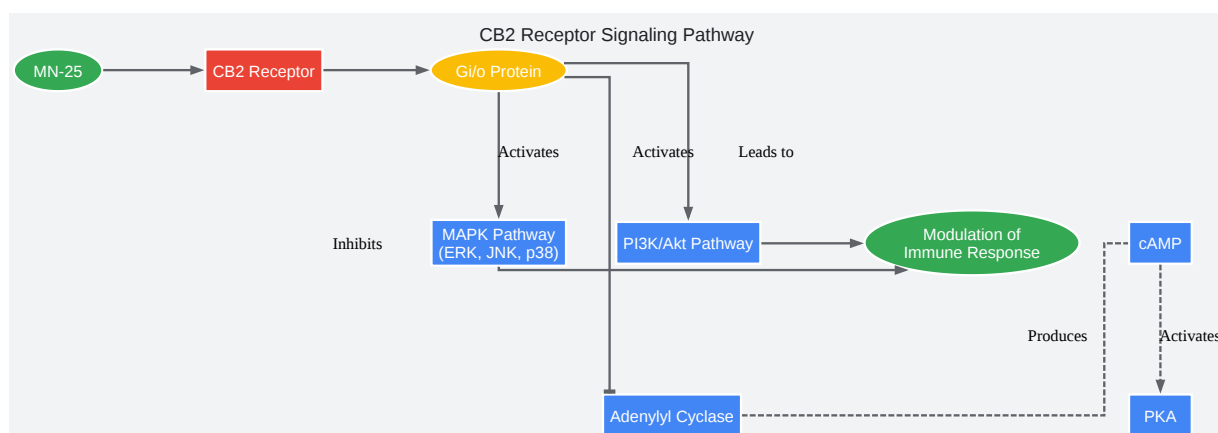 CB2 Receptor Signaling Pathway
MN-25
CB2 Receptor
Gi/o Protein
Activates
Activates
Leads to
Inhibits
MAPK Pathway
(ERK, JNK, p38)
PI3K/Akt Pathway
Modulation of
Immune Response
cAMP
Produces
Activates
Adenylyl Cyclase
PKA